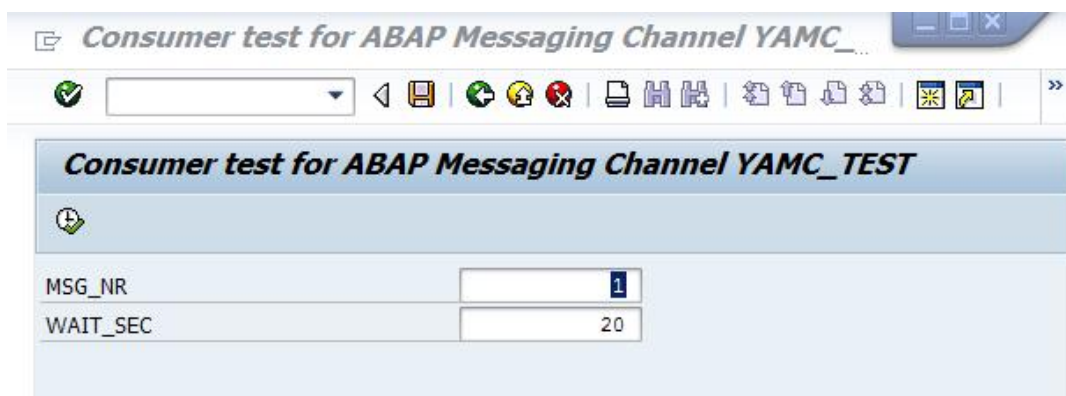 Consumer test for ABAP Messaging Channel YAMC_...
»
Consumer test for ABAP Messaging Channel YAMC_TEST
MSG_NR 1
WAIT_SEC 20